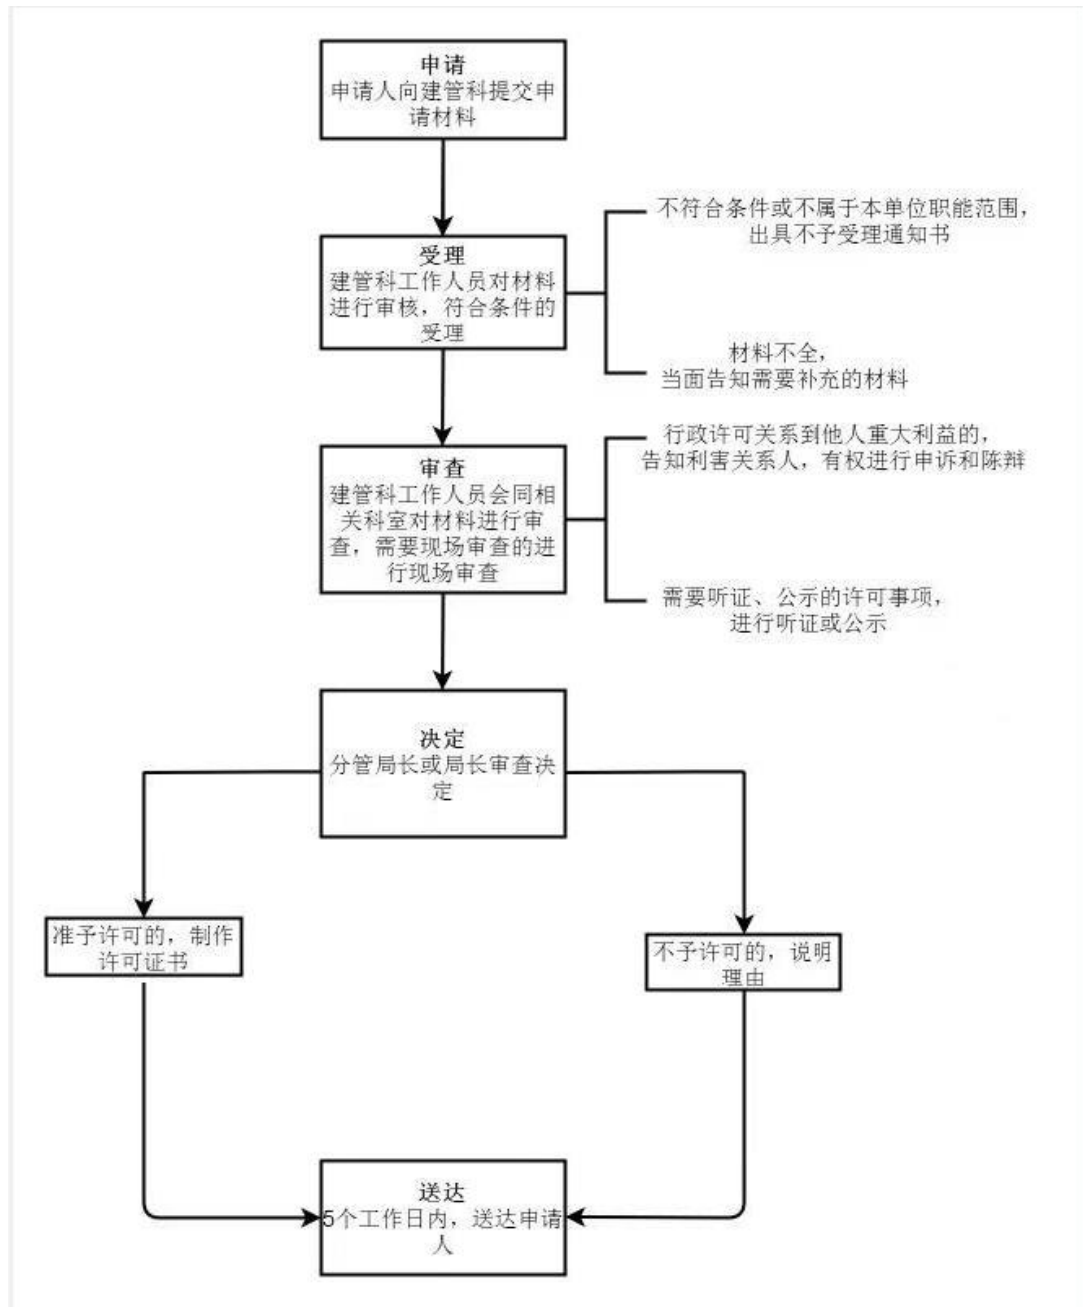 申请
申请人向建管科提交申
请材料
受理
建管科工作人员对材料
进行审核，符合条件的
受理
不符合条件或不属于本单位职能范围，
出具不予受理通知书
材料不全，
当面告知需要补充的材料
审查
建管科工作人员会同相
关科室对材料进行审
查，需要现场审查的进
行现场审查
行政许可关系到他人重大利益的，
告知利害关系人，有权进行申诉和陈辩
需要听证、公示的许可事项，
进行听证或公示
决定
分管局长或局长审查决
定
准予许可的，制作
许可证书
不予许可的，说明
理由
送达
5个工作日内，送达申请
人